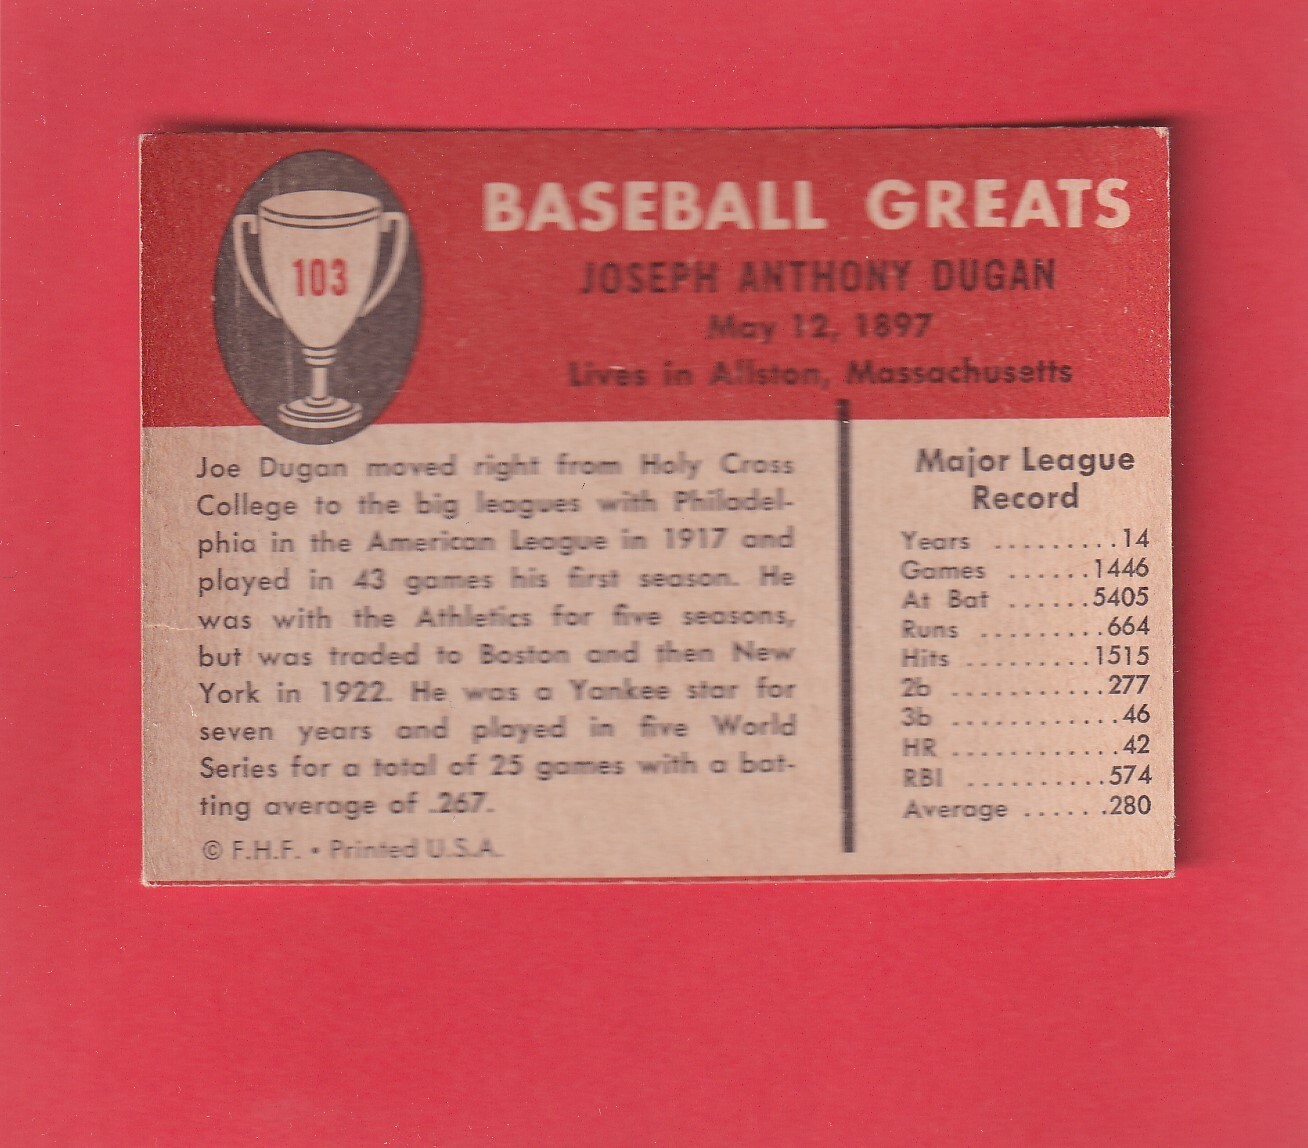 103
BASEBALL GREATS
JOSEPH ANTHONY DUGAN
May 12, 1897
Lives in Allston, Massachusetts
Joe Dugan moved right from Holy Cross
College to the big leagues with Philadel-
phia in the American League in 1917 and
played in 43 games his first season. He
was with the Athletics for five seasons,
but was traded to Boston and then New
York in 1922. He was a Yankee star for
seven years and played in five World
Series for a total of 25 games with a bat-
ting average of .267.
© F.H.F. • Printed U.S.A.
Major League
Record
Years .........14
Games ......1446
At Bat ......5405
Runs .........664
Hits .........1515
2b ...........277
3b ............46
HR ............42
RBI ..........574
Average ......280